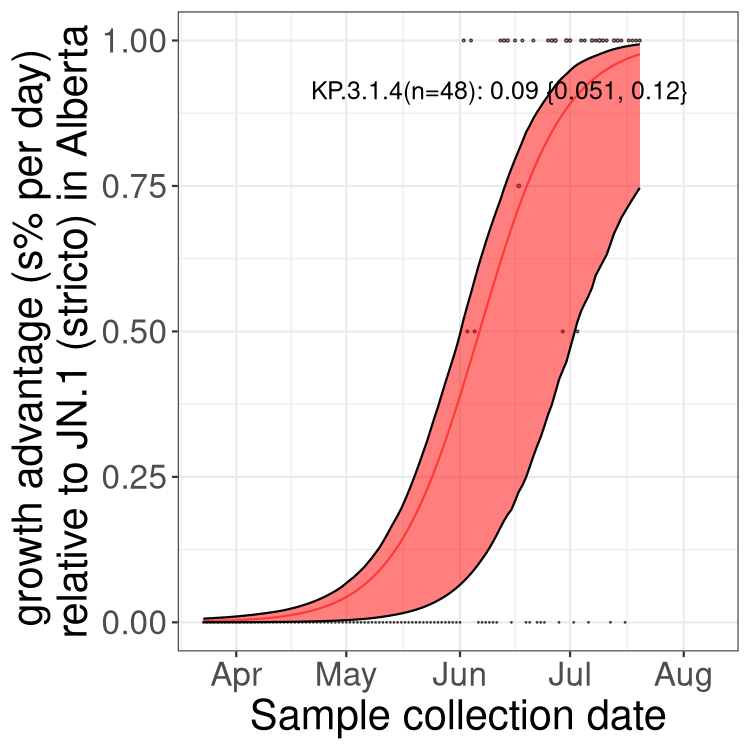 growth advantage (s% per day)
relative to JN.1 (stricto) in Alberta
1.00
0.75
0.50
0.25
0.00
KP.3.1.4(n=48): 0.09 {0.051, 0.12}
Apr May Jun Jul Aug
Sample collection date